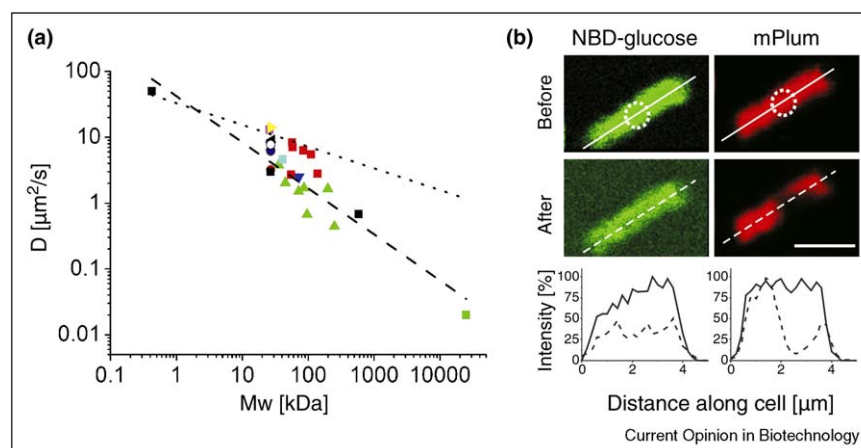 (a)
D [µm²/s]
100
10
1
0.1
0.01
0.1
1
10
100
1000
10000
Mw [kDa]
(b)
NBD-glucose
mPlum
Before
After
Intensity [%]
100
75
50
25
0
0
2
4
100
75
50
25
0
0
2
4
Distance along cell [µm]
Current Opinion in Biotechnology